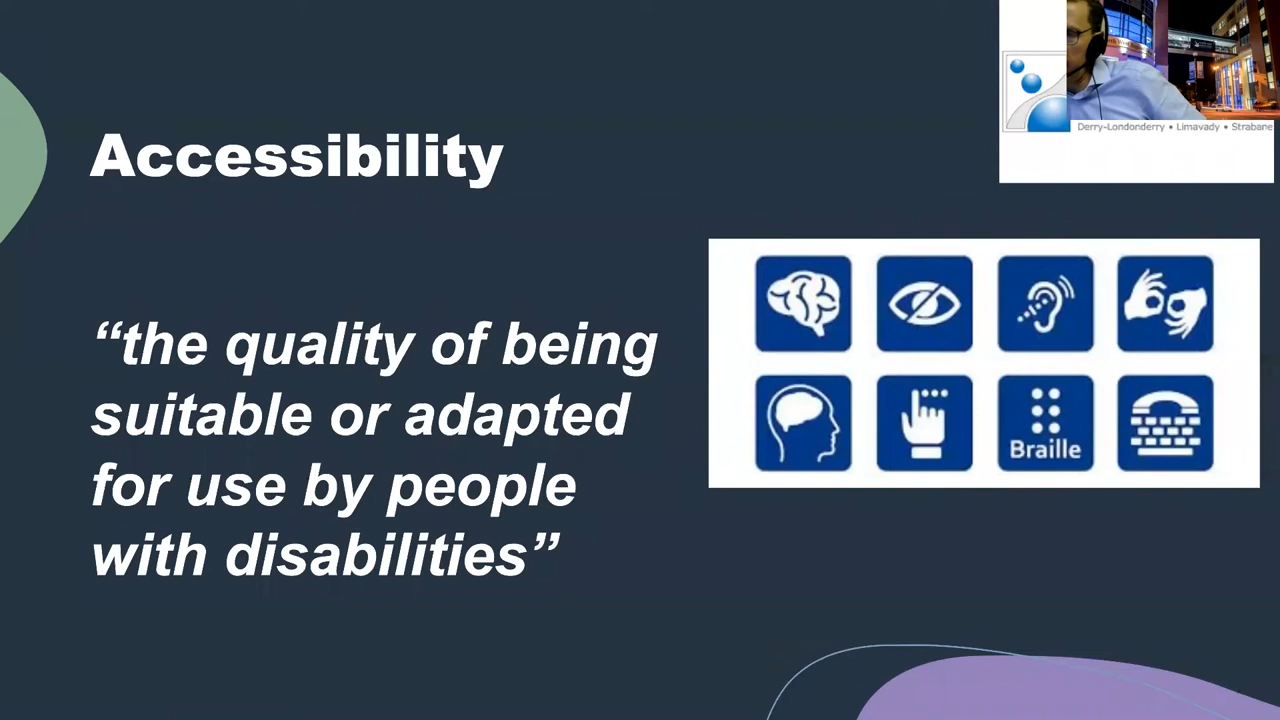 Accessibility
Derry-Londonderry • Limavady • Strabane
“the quality of being
suitable or adapted
for use by people
with disabilities”
Braille